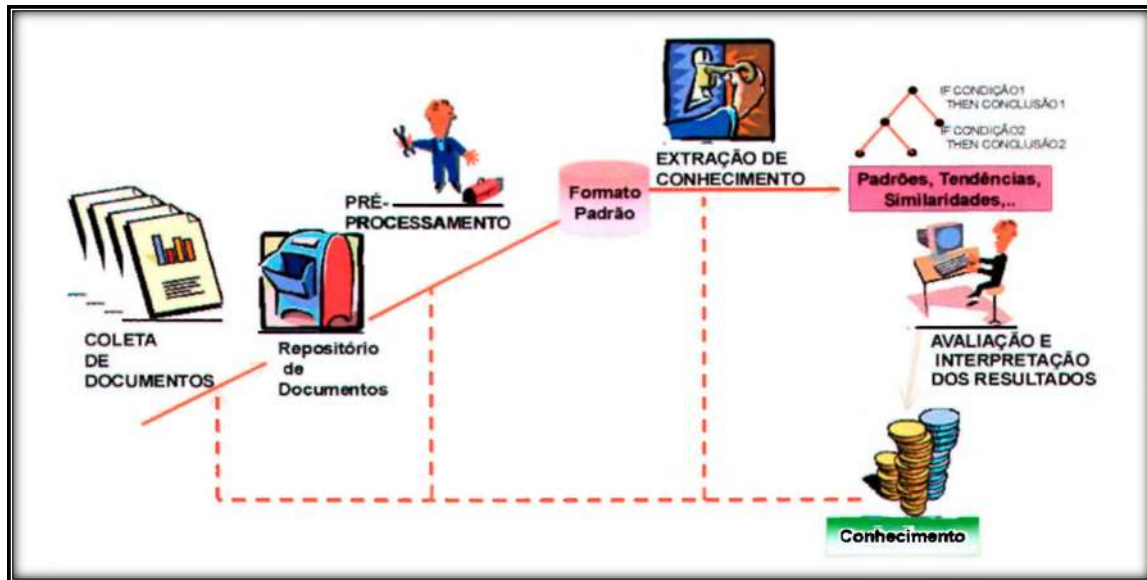 COLETA
DE
DOCUMENTOS
Repositório
de
Documentos
PRÉ-
PROCESSAMENTO
Formato
Padrão
EXTRAÇÃO DE
CONHECIMENTO
IF CONDIÇÃO1
THEN CONCLUSÃO1
IF CONDIÇÃO2
THEN CONCLUSÃO2
Padrões, Tendências,
Similaridades,..
AVALIAÇÃO E
INTERPRETAÇÃO
DOS RESULTADOS
Conhecimento